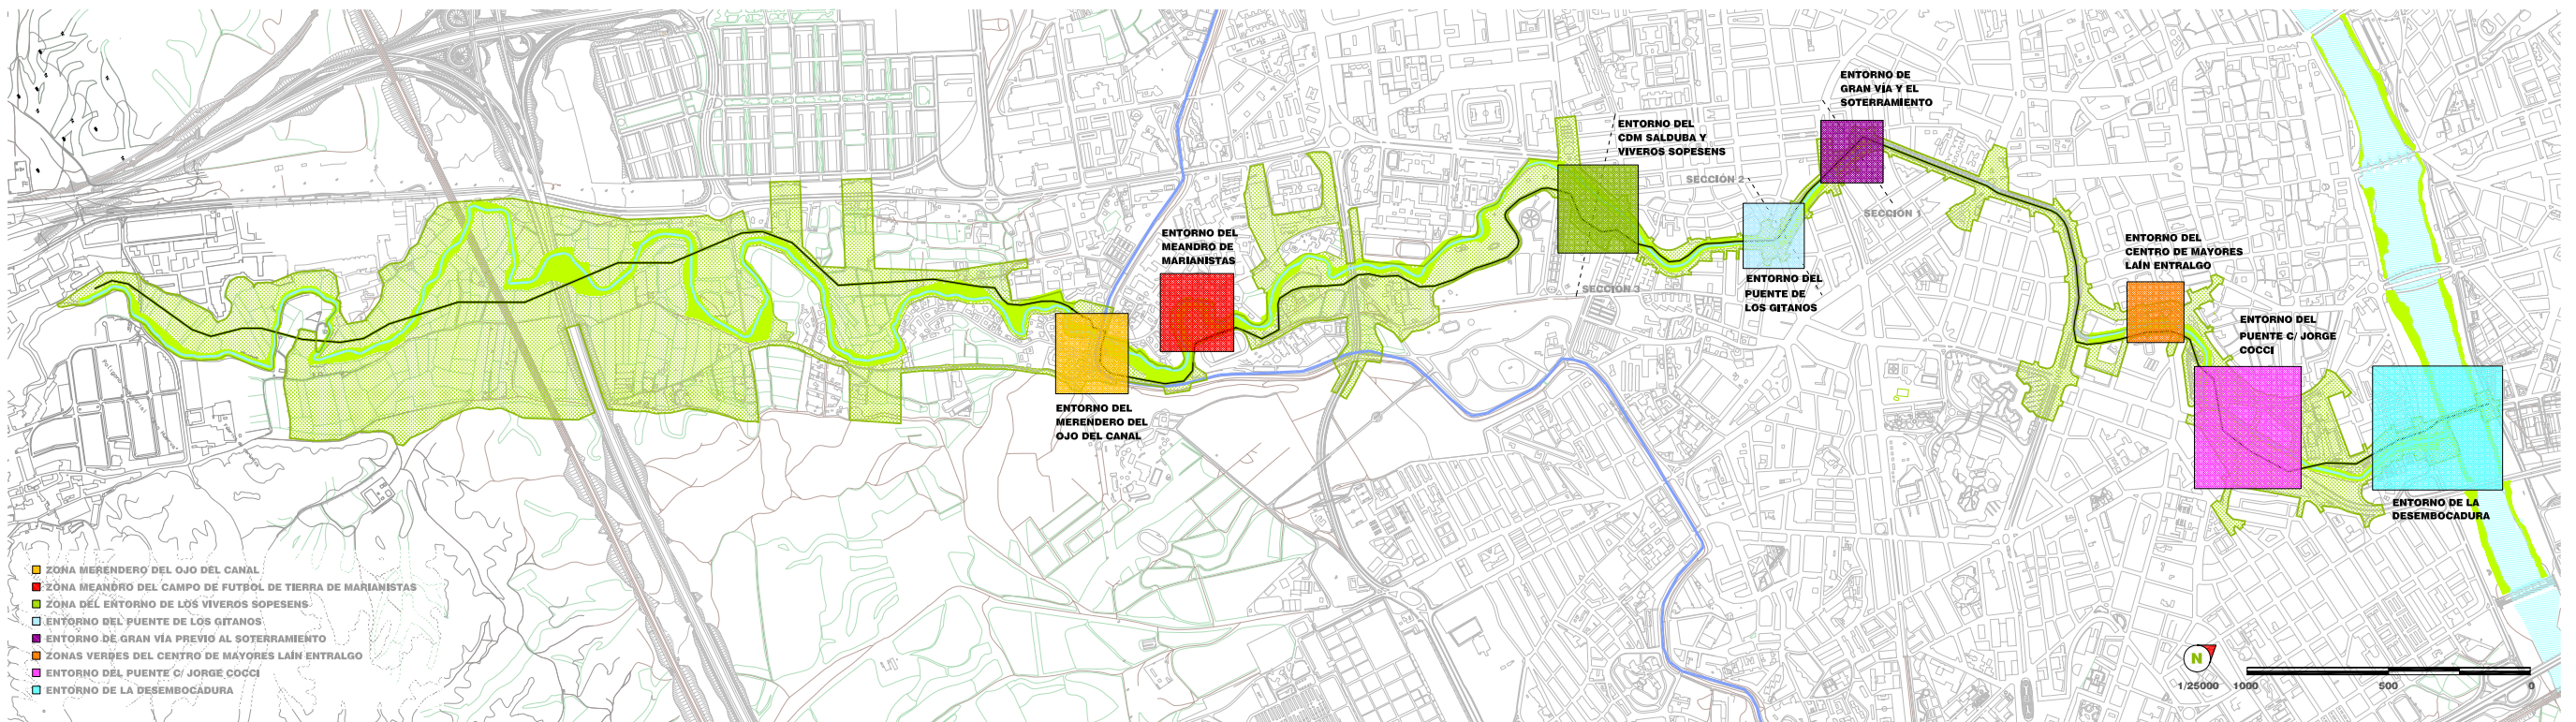 ENTORNO DE
GRAN VÍA Y EL
SOTERRAMIENTO
ENTORNO DEL
CDM SALDUBA Y
VIVEROS SOPESENS
SECCIÓN 2
SECCIÓN 1
ENTORNO DEL
MEANDRO DE
MARIANISTAS
ENTORNO DEL
CENTRO DE MAYORES
LAÍN ENTRALGO
SECCIÓN 3
ENTORNO DEL
PUENTE DE
LOS GITANOS
ENTORNO DEL
PUENTE C/ JORGE
COCCI
ENTORNO DEL
MERENDERO DEL
OJO DEL CANAL
ENTORNO DE LA
DESEMBOCADURA
ZONA MERENDERO DEL OJO DEL CANAL
ZONA MEANDRO DEL CAMPO DE FUTBOL DE TIERRA DE MARIANISTAS
ZONA DEL ENTORNO DE LOS VIVEROS SOPESENS
ENTORNO DEL PUENTE DE LOS GITANOS
ENTORNO DE GRAN VÍA PREVIO AL SOTERRAMIENTO
ZONAS VERDES DEL CENTRO DE MAYORES LAÍN ENTRALGO
ENTORNO DEL PUENTE C/ JORGE COCCI
ENTORNO DE LA DESEMBOCADURA
N
1/25000 1000 500 0